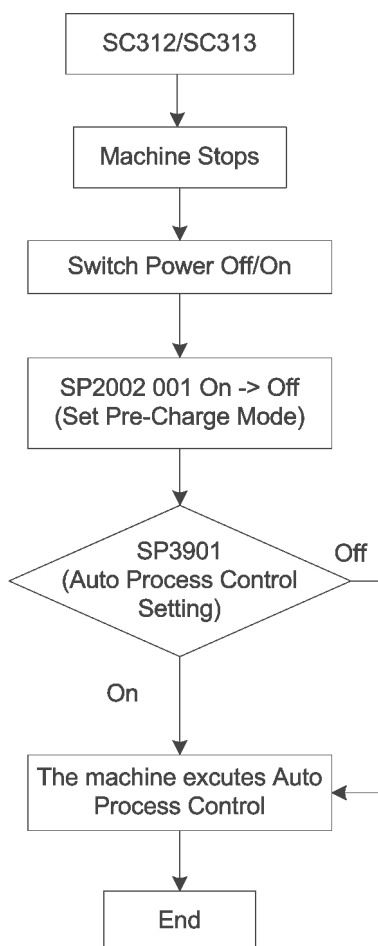 SC312/SC313
Machine Stops
Switch Power Off/On
SP2002 001 On -> Off
(Set Pre-Charge Mode)
SP3901
(Auto Process Control
Setting)
Off
On
The machine excutes Auto
Process Control
End